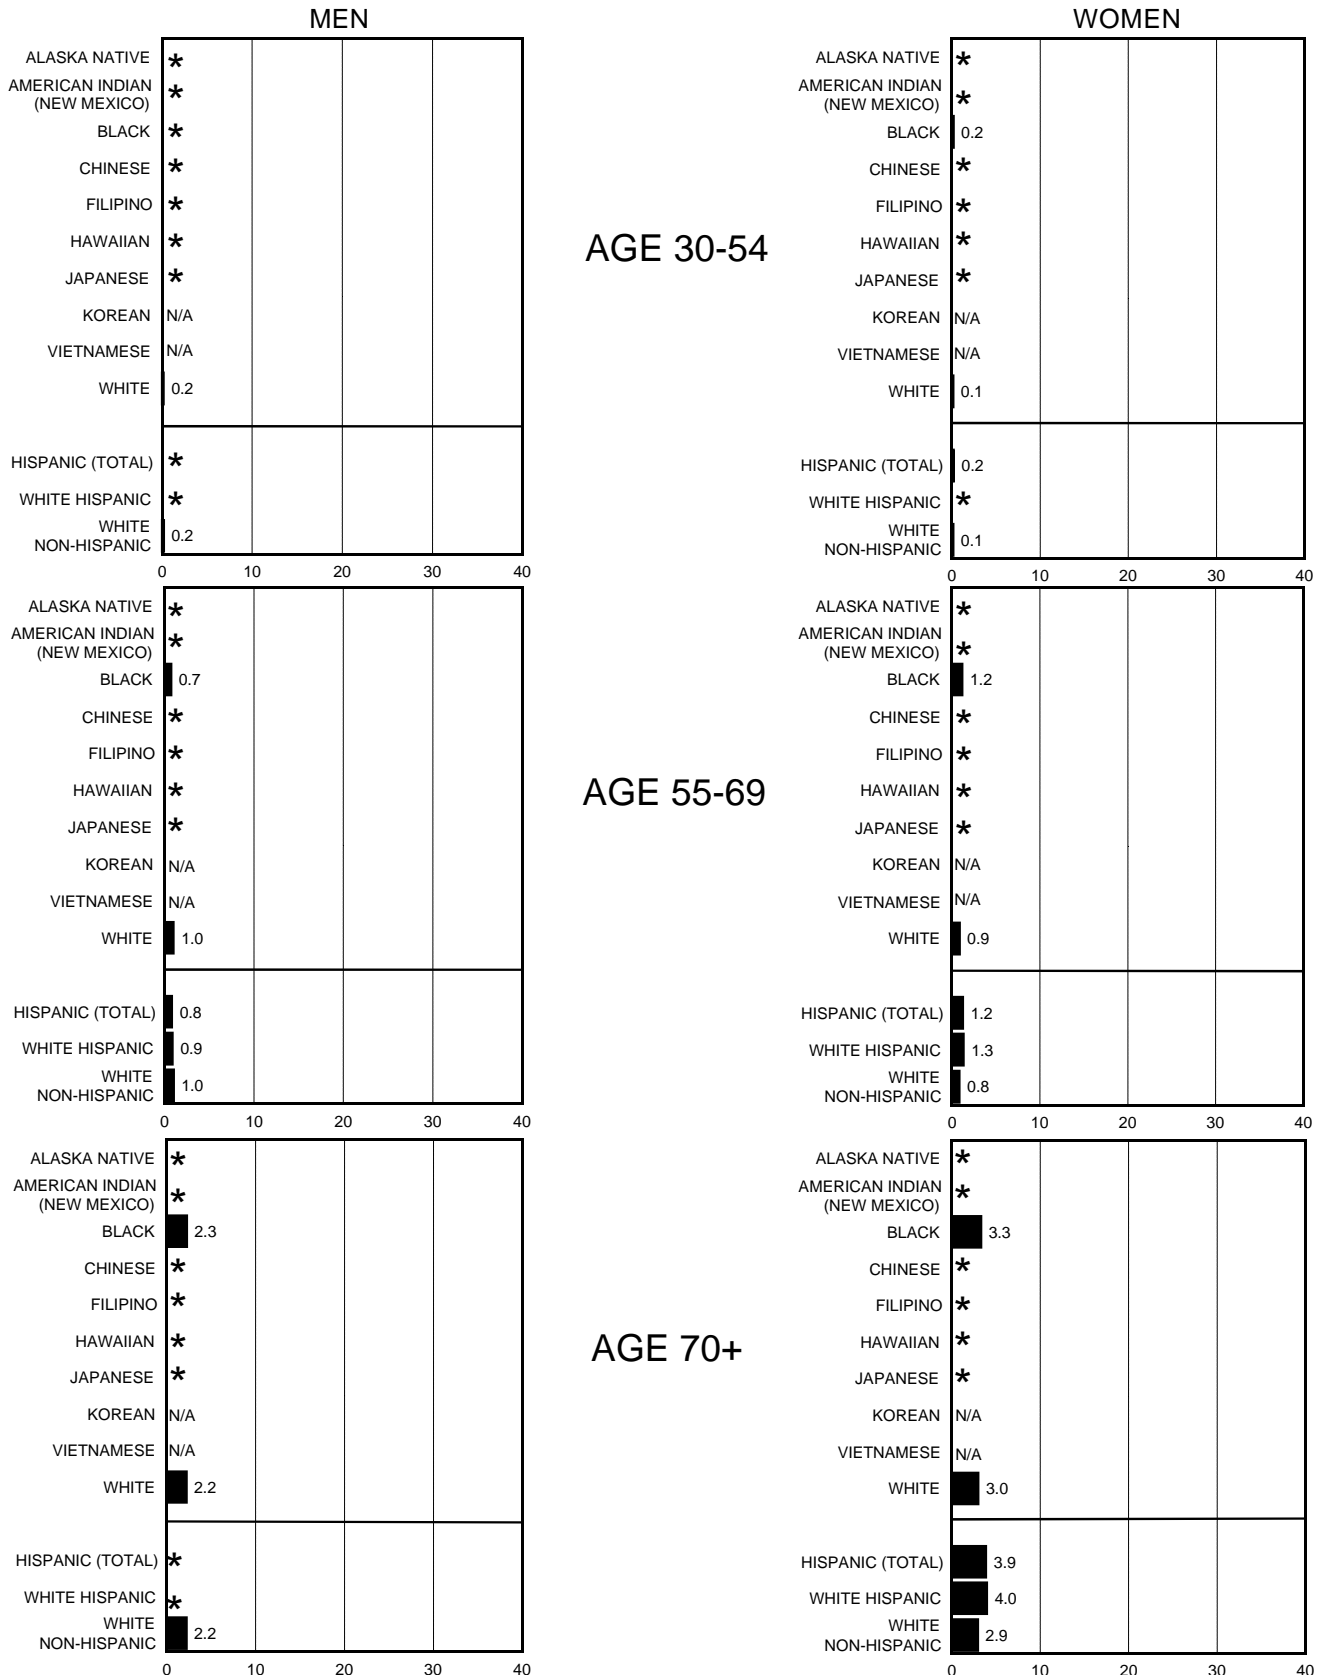 MEN
ALASKA NATIVE *
AMERICAN INDIAN
(NEW MEXICO) *
BLACK *
CHINESE *
FILIPINO *
HAWAIIAN *
JAPANESE *
KOREAN N/A
VIETNAMESE N/A
WHITE 0.2
HISPANIC (TOTAL) *
WHITE HISPANIC *
WHITE
NON-HISPANIC 0.2
0 10 20 30 40
WOMEN
ALASKA NATIVE *
AMERICAN INDIAN
(NEW MEXICO) *
BLACK 0.2
CHINESE *
FILIPINO *
HAWAIIAN *
JAPANESE *
KOREAN N/A
VIETNAMESE N/A
WHITE 0.1
HISPANIC (TOTAL) 0.2
WHITE HISPANIC *
WHITE
NON-HISPANIC 0.1
0 10 20 30 40
AGE 30-54
ALASKA NATIVE *
AMERICAN INDIAN
(NEW MEXICO) *
BLACK 0.7
CHINESE *
FILIPINO *
HAWAIIAN *
JAPANESE *
KOREAN N/A
VIETNAMESE N/A
WHITE 1.0
HISPANIC (TOTAL) 0.8
WHITE HISPANIC 0.9
WHITE
NON-HISPANIC 1.0
0 10 20 30 40
ALASKA NATIVE *
AMERICAN INDIAN
(NEW MEXICO) *
BLACK 1.2
CHINESE *
FILIPINO *
HAWAIIAN *
JAPANESE *
KOREAN N/A
VIETNAMESE N/A
WHITE 0.9
HISPANIC (TOTAL) 1.2
WHITE HISPANIC 1.3
WHITE
NON-HISPANIC 0.8
0 10 20 30 40
AGE 55-69
ALASKA NATIVE *
AMERICAN INDIAN
(NEW MEXICO) *
BLACK 2.3
CHINESE *
FILIPINO *
HAWAIIAN *
JAPANESE *
KOREAN N/A
VIETNAMESE N/A
WHITE 2.2
HISPANIC (TOTAL) *
WHITE HISPANIC *
WHITE
NON-HISPANIC 2.2
0 10 20 30 40
ALASKA NATIVE *
AMERICAN INDIAN
(NEW MEXICO) *
BLACK 3.3
CHINESE *
FILIPINO *
HAWAIIAN *
JAPANESE *
KOREAN N/A
VIETNAMESE N/A
WHITE 3.0
HISPANIC (TOTAL) 3.9
WHITE HISPANIC 4.0
WHITE
NON-HISPANIC 2.9
0 10 20 30 40
AGE 70+